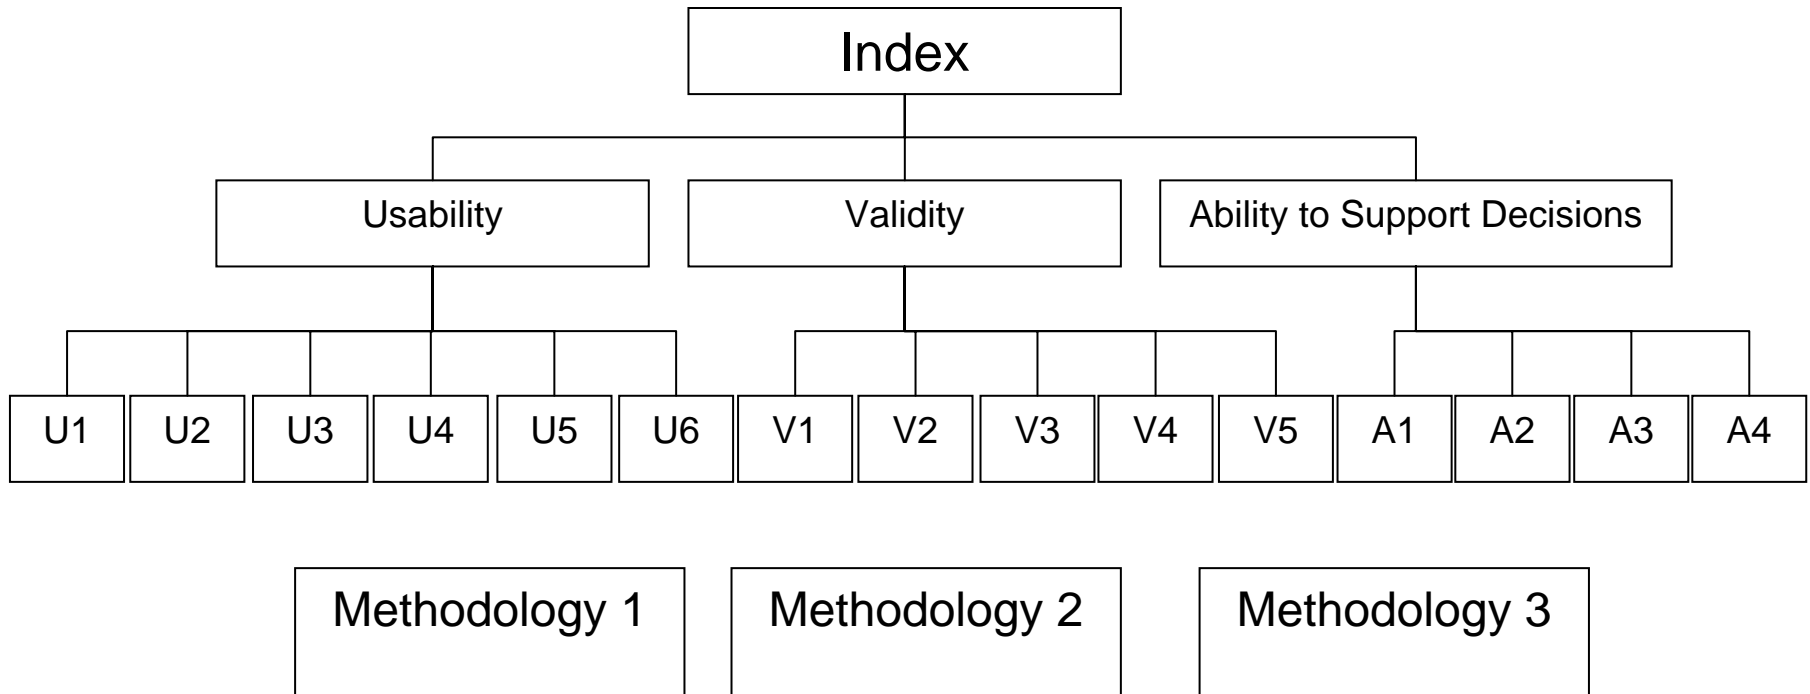 Index
Usability Validity Ability to Support Decisions
U1 U2 U3 U4 U5 U6 V1 V2 V3 V4 V5 A1 A2 A3 A4
Methodology 1 Methodology 2 Methodology 3